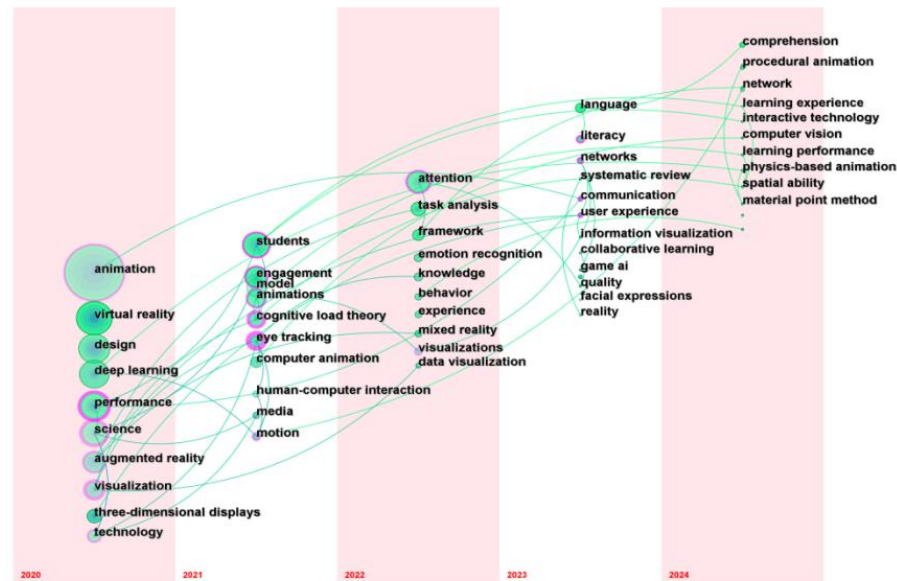 animation
virtual reality
design
deep learning
performance
science
augmented reality
visualization
three-dimensional displays
technology
students
engagement
model
animations
cognitive load theory
eye tracking
computer animation
human-computer interaction
media
motion
attention
task analysis
framework
emotion recognition
knowledge
behavior
experience
mixed reality
visualizations
data visualization
language
literacy
networks
systematic review
communication
user experience
information visualization
collaborative learning
game ai
quality
facial expressions
reality
comprehension
procedural animation
network
learning experience
interactive technology
computer vision
learning performance
physics-based animation
spatial ability
material point method
2020
2021
2022
2023
2024